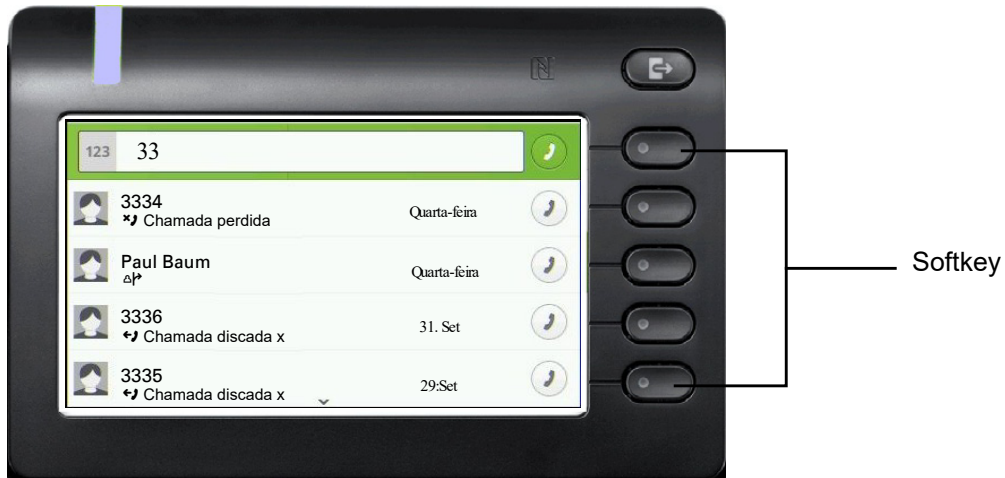 123 33
3334
Chamada perdida
Quarta-feira
Paul Baum
Quarta-feira
3336
Chamada discada x
31. Set
3335
Chamada discada x
29:Set
Softkey